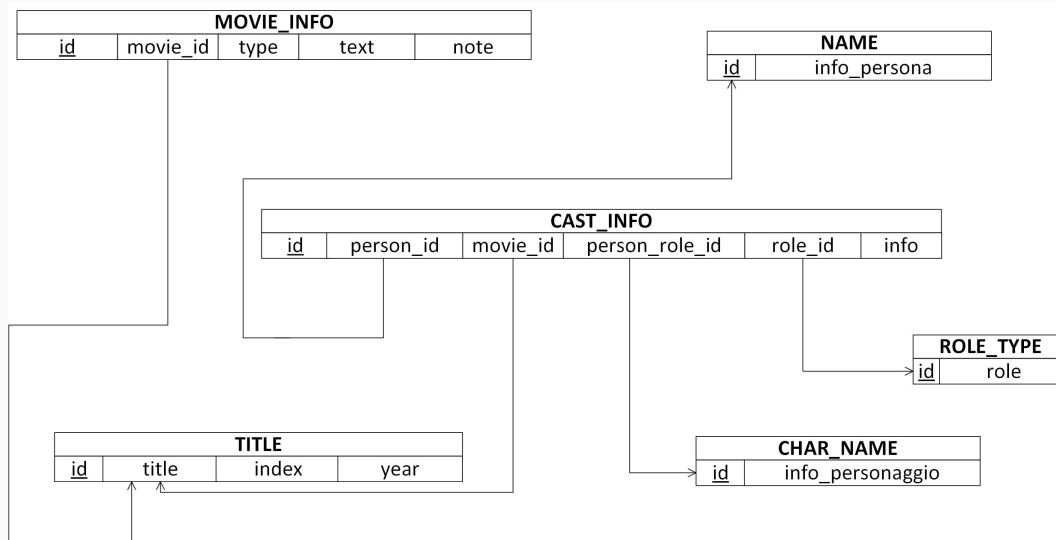 MOVIE_INFO
id movie_id type text note
NAME
id info_persona
CAST_INFO
id person_id movie_id person_role_id role_id info
ROLE_TYPE
id role
TITLE
id title index year
CHAR_NAME
id info_personaggio